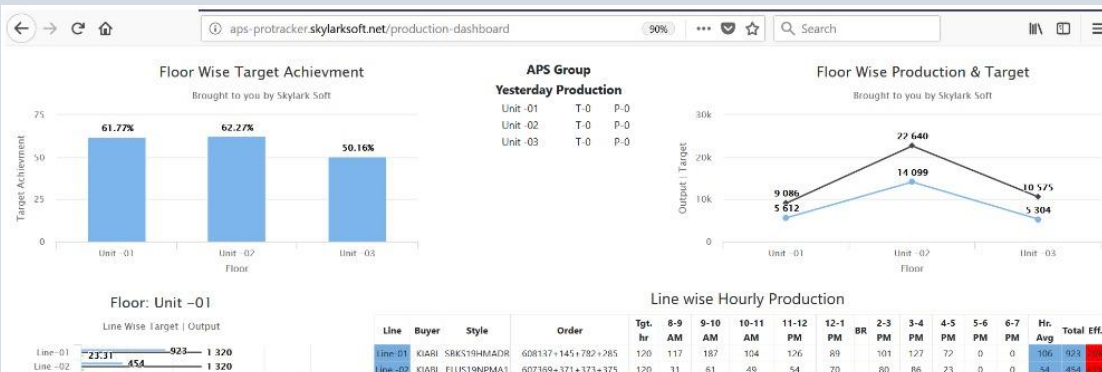 aps-protracker.skylarksoft.net/production-dashboard
90%
Search
Floor Wise Target Achievment
Brought to you by Skylark Soft
75
50
25
0
Target Achievment
61.77%
62.27%
50.16%
Unit -01
Unit -02
Unit -03
Floor
APS Group
Yesterday Production
Unit -01 T-0 P-0
Unit -02 T-0 P-0
Unit -03 T-0 P-0
Floor Wise Production & Target
Brought to you by Skylark Soft
30k
20k
10k
0
Output | Target
9 086
5 612
22 640
14 099
10 575
5 304
Unit -01
Unit -02
Unit -03
Floor
Floor: Unit -01
Line Wise Target | Output
Line-01 23.31 923 1 320
Line -02 454 1 320
Line wise Hourly Production
Line Buyer Style Order Tgt. hr 8-9 AM 9-10 AM 10-11 AM 11-12 PM 12-1 PM BR 2-3 PM 3-4 PM 4-5 PM 5-6 PM 6-7 PM Hr. Avg Total Eff.
Line-01 KIABI SBKS19HMADR 608137+145+782+285 120 117 187 104 126 89 101 127 72 0 0 106 923
Line -02 KIABI 607369+371+373+375 120 31 61 49 54 70 80 86 23 0 0 54 454